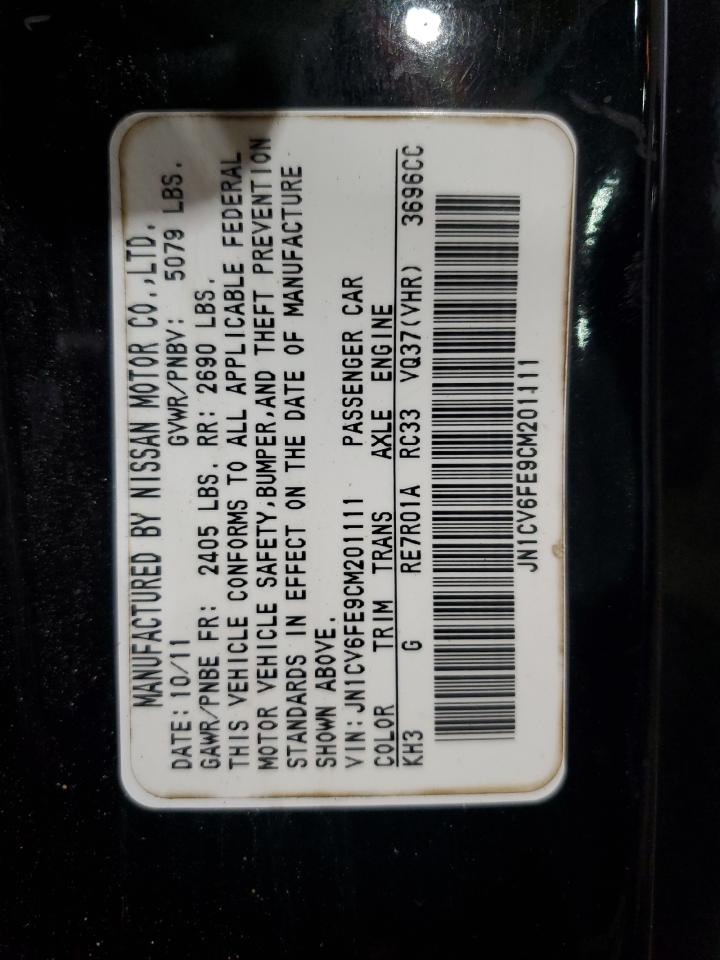 MANUFACTURED BY NISSAN MOTOR CO.,LTD.
DATE: 10/11 GVWR/PNBV: 5079 LBS.
GAWR/PNBE FR: 2405 LBS. RR: 2690 LBS.
THIS VEHICLE CONFORMS TO ALL APPLICABLE FEDERAL
MOTOR VEHICLE SAFETY,BUMPER,AND THEFT PREVENTION
STANDARDS IN EFFECT ON THE DATE OF MANUFACTURE
SHOWN ABOVE.
VIN:JN1CV6FE9CM201111 PASSENGER CAR
COLOR TRIM TRANS AXLE ENGINE
KH3 G RE7R01A RC33 VQ37(VHR) 3696CC
JN1CV6FE9CM201111